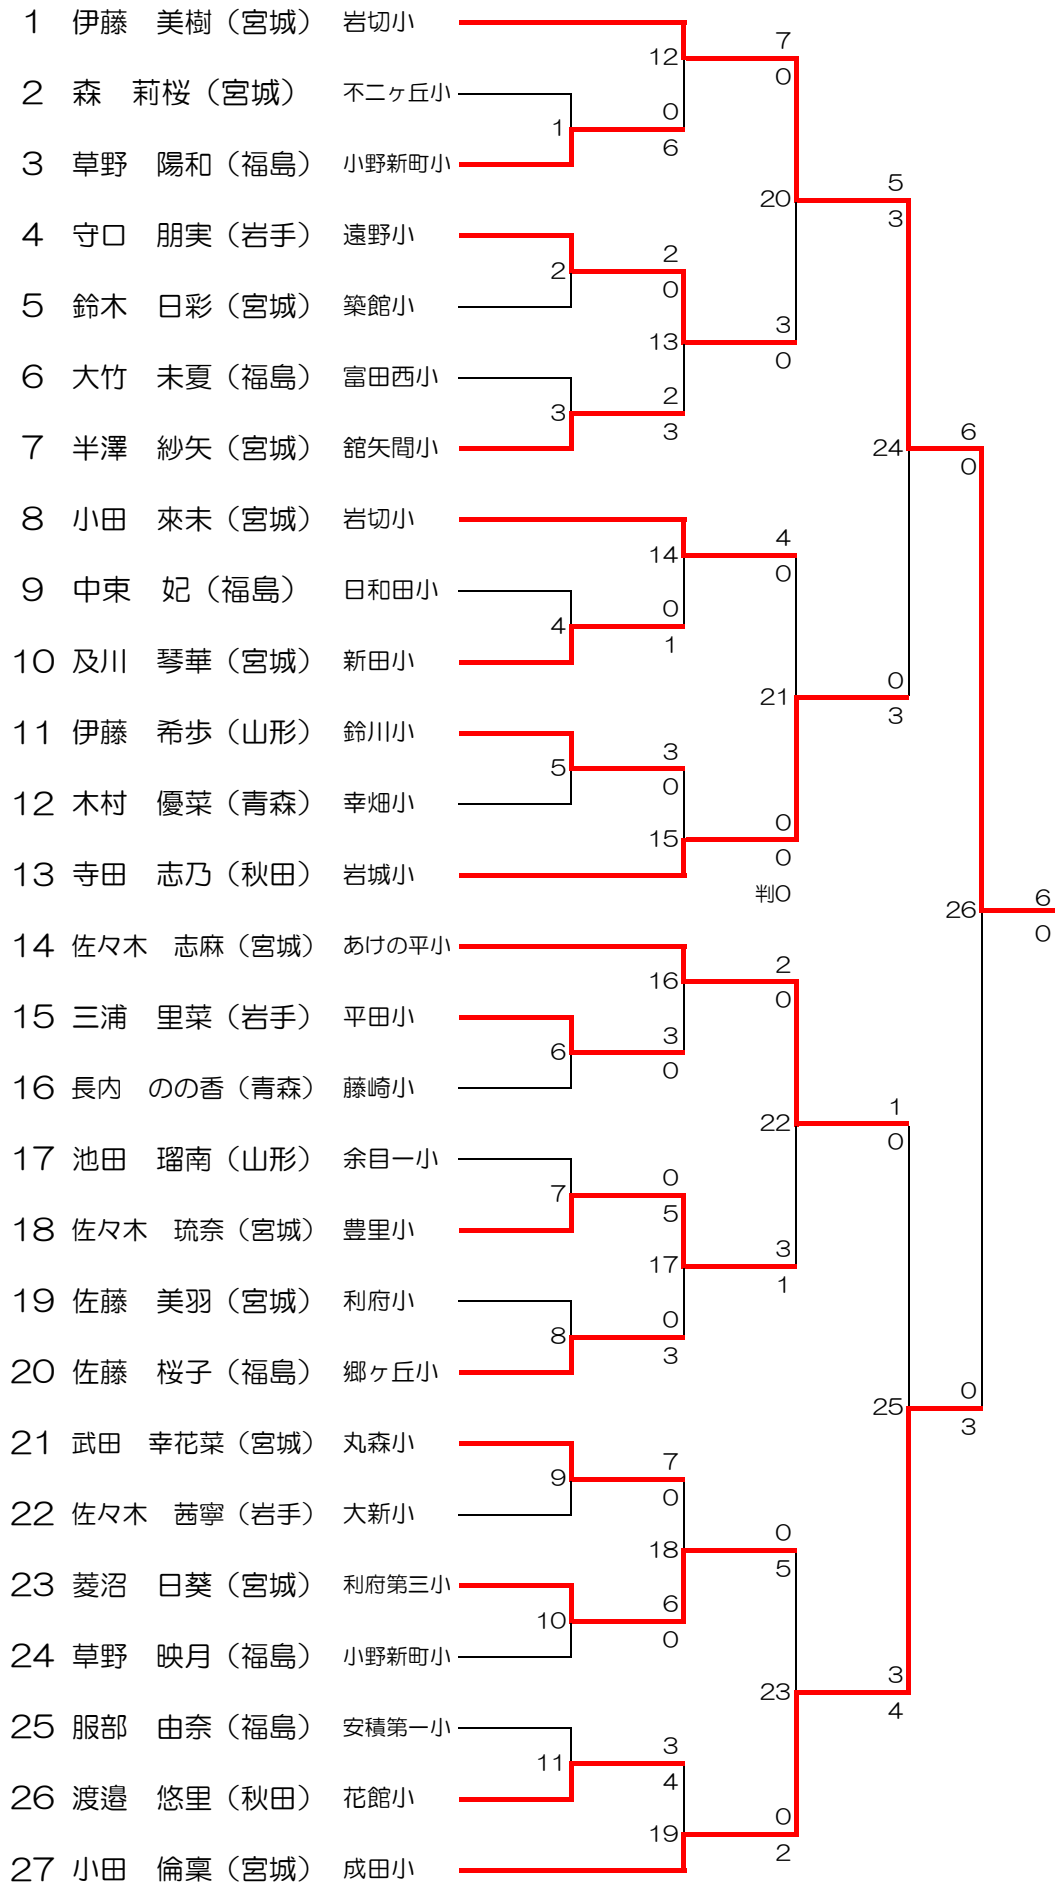 1 伊藤　美樹（宮城） 岩切小
7
12
0
2 森　莉桜（宮城） 不二ヶ丘小
0
1
6
3 草野　陽和（福島） 小野新町小
5
20
3
4 守口　朋実（岩手） 遠野小
2
2
0
5 鈴木　日彩（宮城） 築館小
3
13
0
6 大竹　未夏（福島） 富田西小
2
3
3
7 半澤　紗矢（宮城） 舘矢間小
6
24
0
8 小田　來未（宮城） 岩切小
4
14
0
9 中束　妃（福島） 日和田小
0
4
1
10 及川　琴華（宮城） 新田小
0
21
3
11 伊藤　希歩（山形） 鈴川小
3
5
0
12 木村　優菜（青森） 幸畑小
0
15
0
13 寺田　志乃（秋田） 岩城小
判0
6
26
0
14 佐々木　志麻（宮城） あけの平小
2
16
0
15 三浦　里菜（岩手） 平田小
3
6
0
16 長内　のの香（青森） 藤崎小
1
22
0
17 池田　瑠南（山形） 余目一小
0
7
5
18 佐々木　琉奈（宮城） 豊里小
3
17
1
19 佐藤　美羽（宮城） 利府小
0
8
3
20 佐藤　桜子（福島） 郷ヶ丘小
0
25
3
21 武田　幸花菜（宮城） 丸森小
7
9
0
22 佐々木　茜寧（岩手） 大新小
0
18
5
23 菱沼　日葵（宮城） 利府第三小
6
10
0
24 草野　映月（福島） 小野新町小
3
23
4
25 服部　由奈（福島） 安積第一小
3
11
4
26 渡邉　悠里（秋田） 花館小
0
19
2
27 小田　倫稟（宮城） 成田小